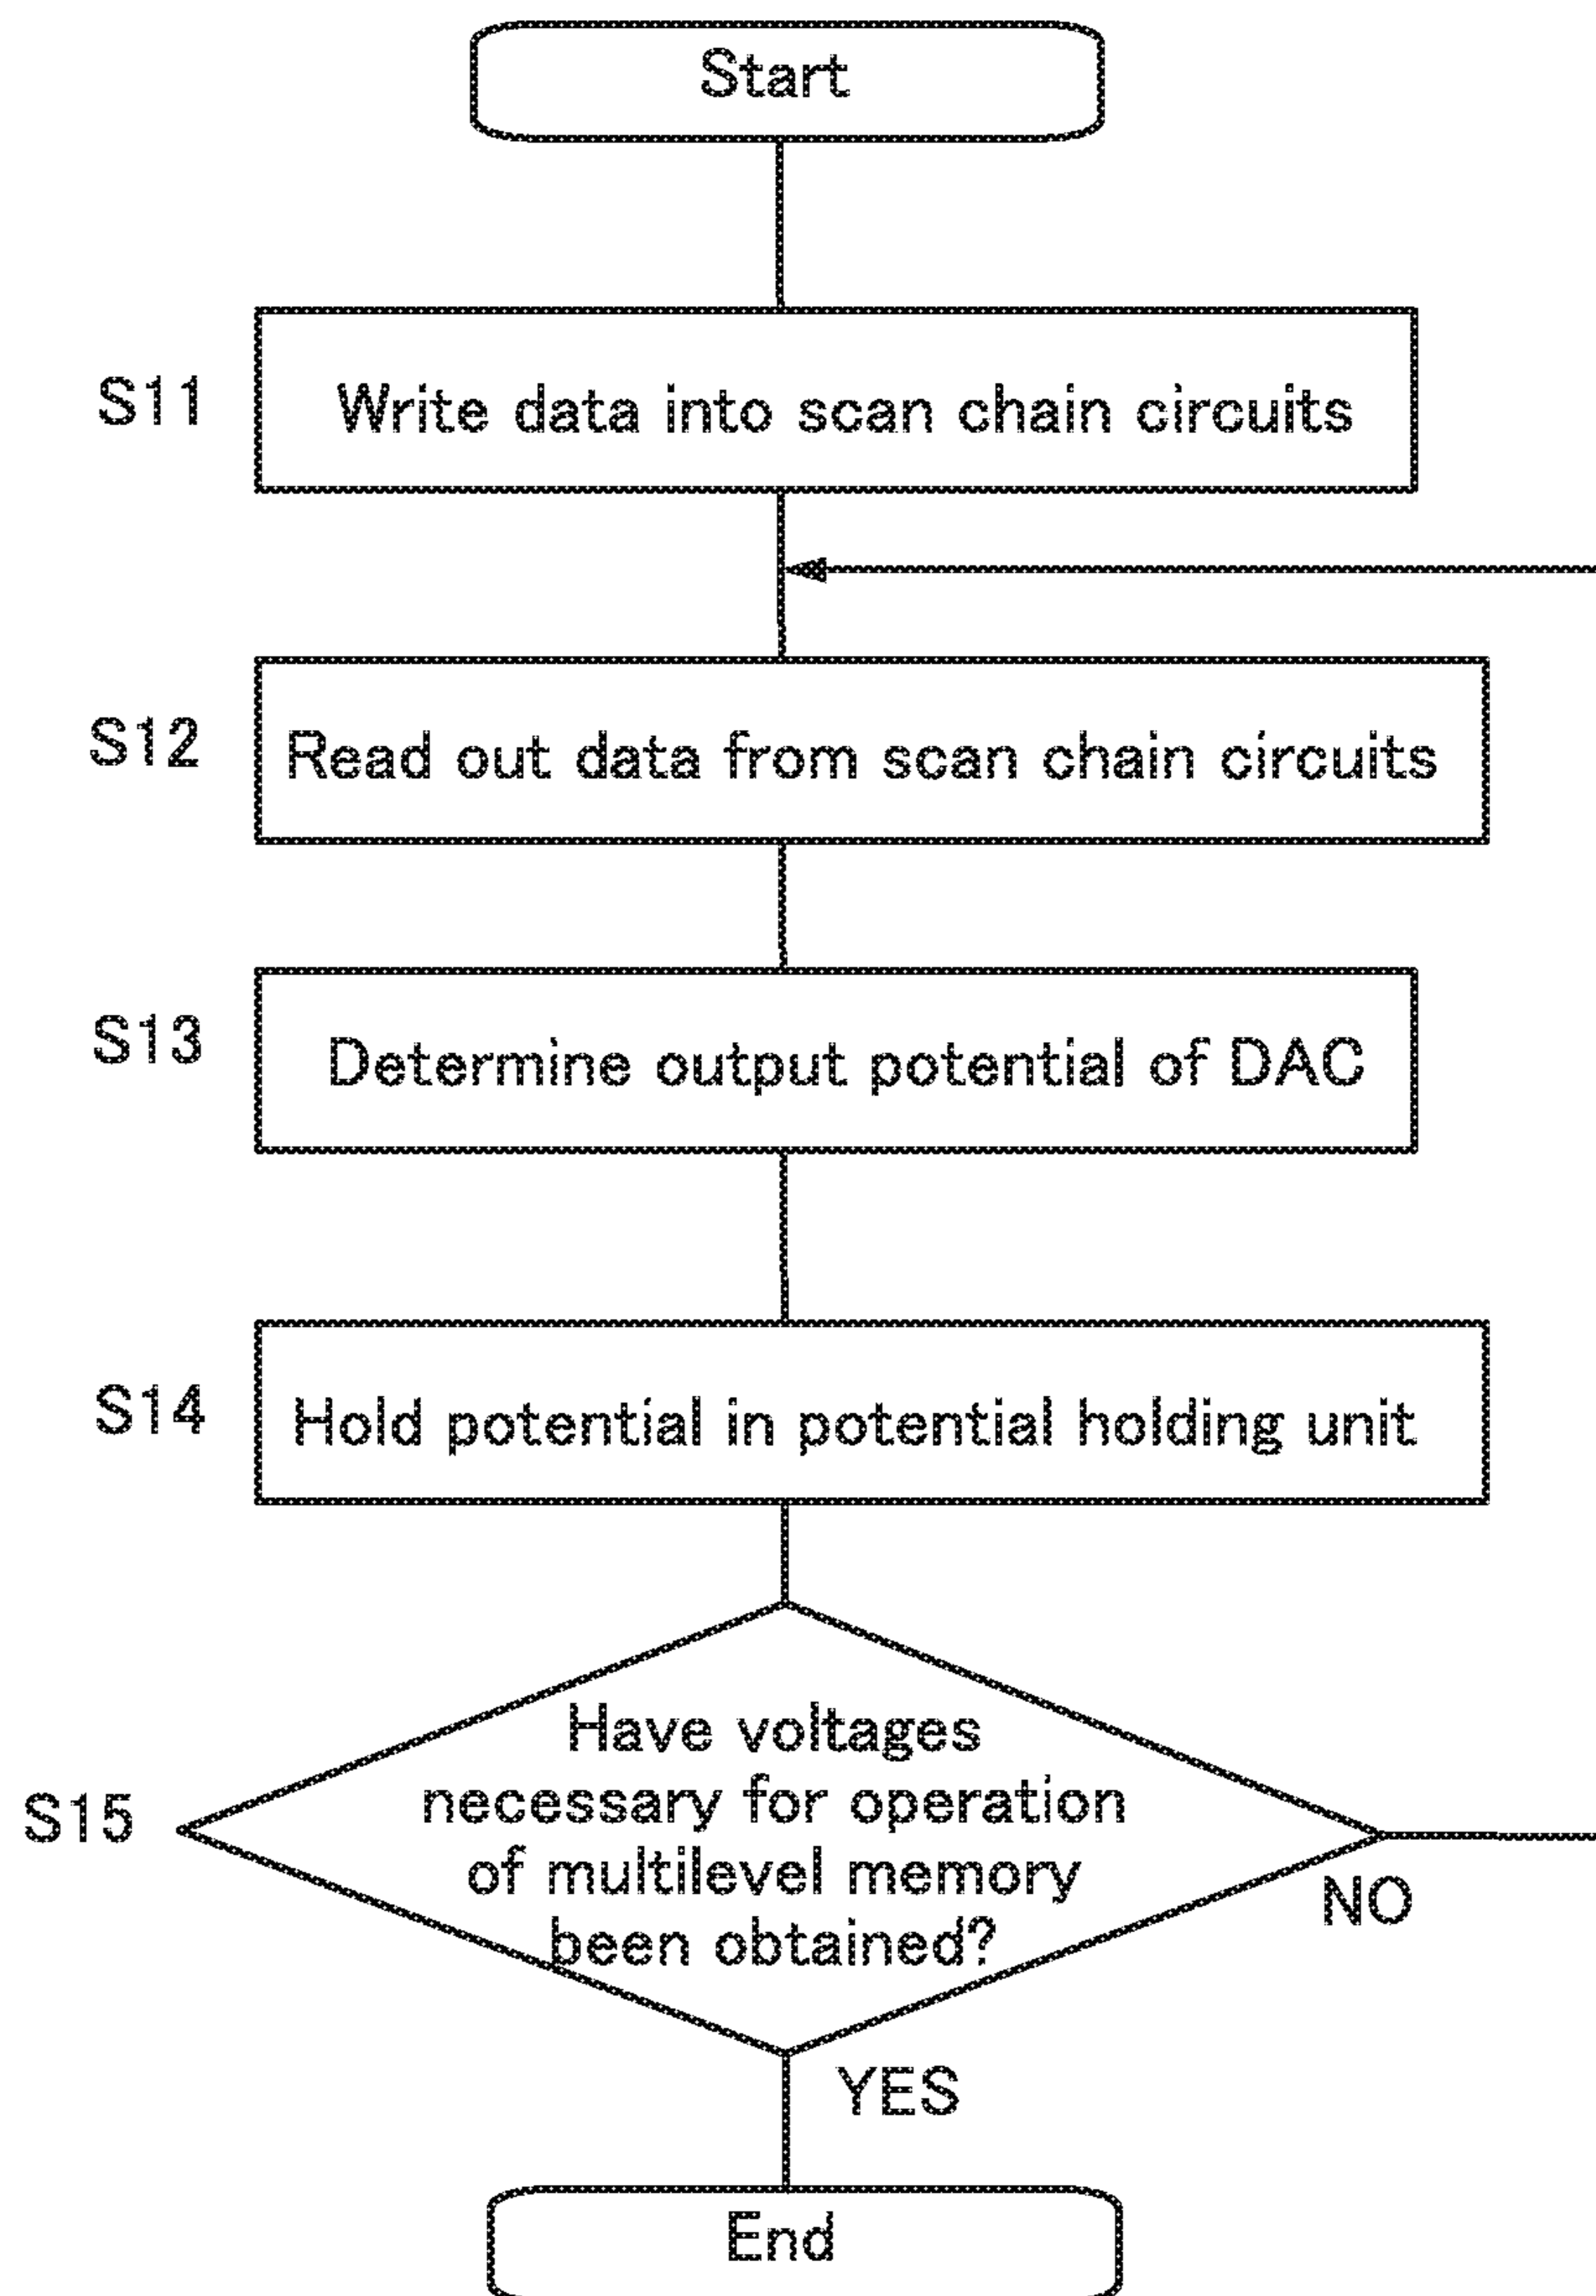 Start
S11
Write data into scan chain circuits
S12
Read out data from scan chain circuits
S13
Determine output potential of DAC
S14
Hold potential in potential holding unit
S15
Have voltages
necessary for operation
of multilevel memory
been obtained?
NO
YES
End